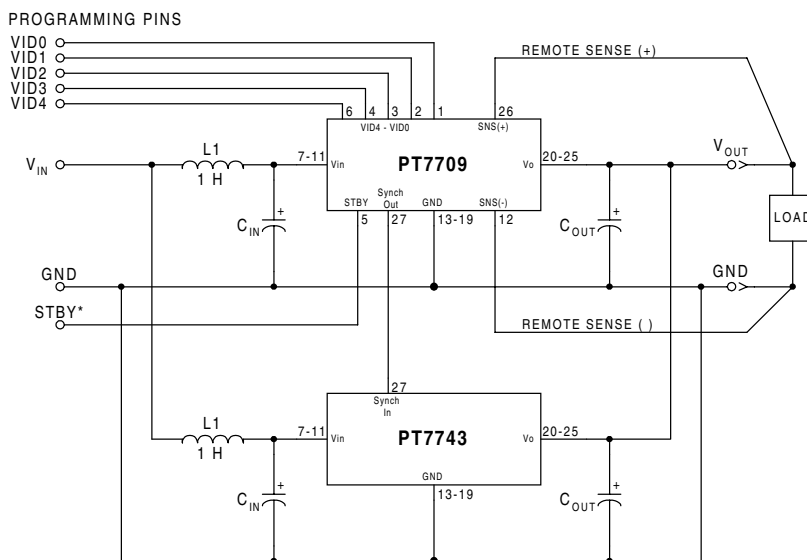 PROGRAMMING PINS
VID0
VID1
VID2
VID3
VID4
REMOTE SENSE (+)
6 4 3 2 1 26
VID4 - VID0 SNS(+)
L1
VIN
1 H
7-11 Vin
PT7709
Vo 20-25
VOUT
STBY
Synch
Out
GND
SNS(-)
5 27 13-19 12
CIN +
COUT +
LOAD
GND
GND
STBY*
REMOTE SENSE ( )
27
Synch
In
L1
1 H
7-11 Vin
PT7743
Vo 20-25
GND
13-19
CIN +
COUT +